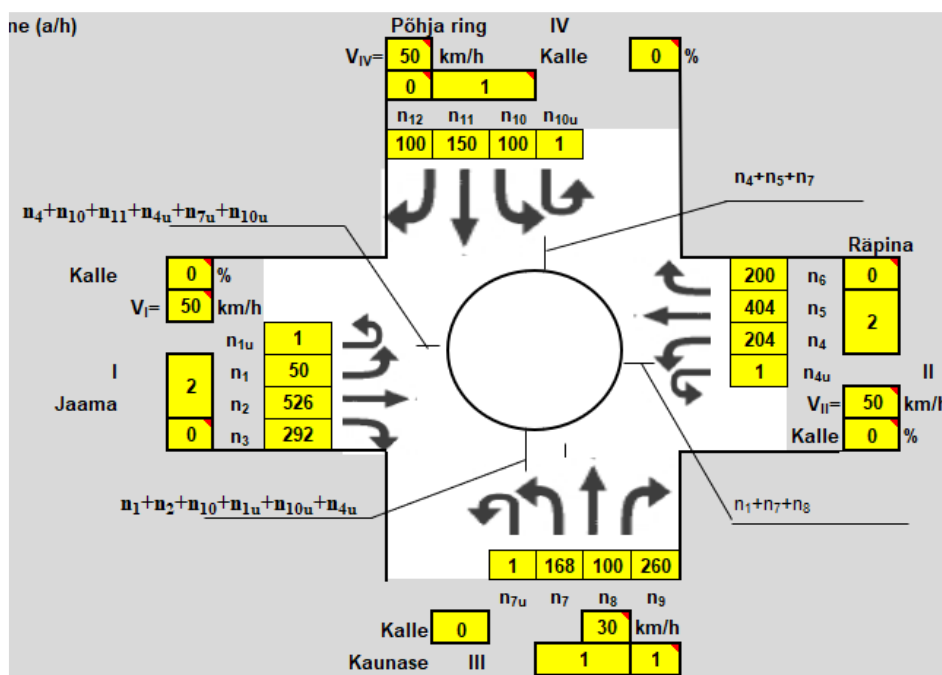 ne (a/h)
Põhja ring IV
V_IV= 50 km/h Kalle 0 %
0 1
n₁₂ n₁₁ n₁₀ n₁₀ᵤ
100 150 100 1
n₄+n₅+n₇
n₄+n₁₀+n₁₁+n₄ᵤ+n₇ᵤ+n₁₀ᵤ
Räpina
Kalle 0 %
V_I= 50 km/h
n₁ᵤ 1
I 2 n₁ 50
Jaama n₂ 526
0 n₃ 292
200 n₆ 0
404 n₅ 2
204 n₄
1 n₄ᵤ II
V_II= 50 km/h
Kalle 0 %
n₁+n₂+n₁₀+n₁ᵤ+n₁₀ᵤ+n₄ᵤ
n₁+n₇+n₈
1 168 100 260
n₇ᵤ n₇ n₈ n₉
Kalle 0 30 km/h
Kaunase III 1 1